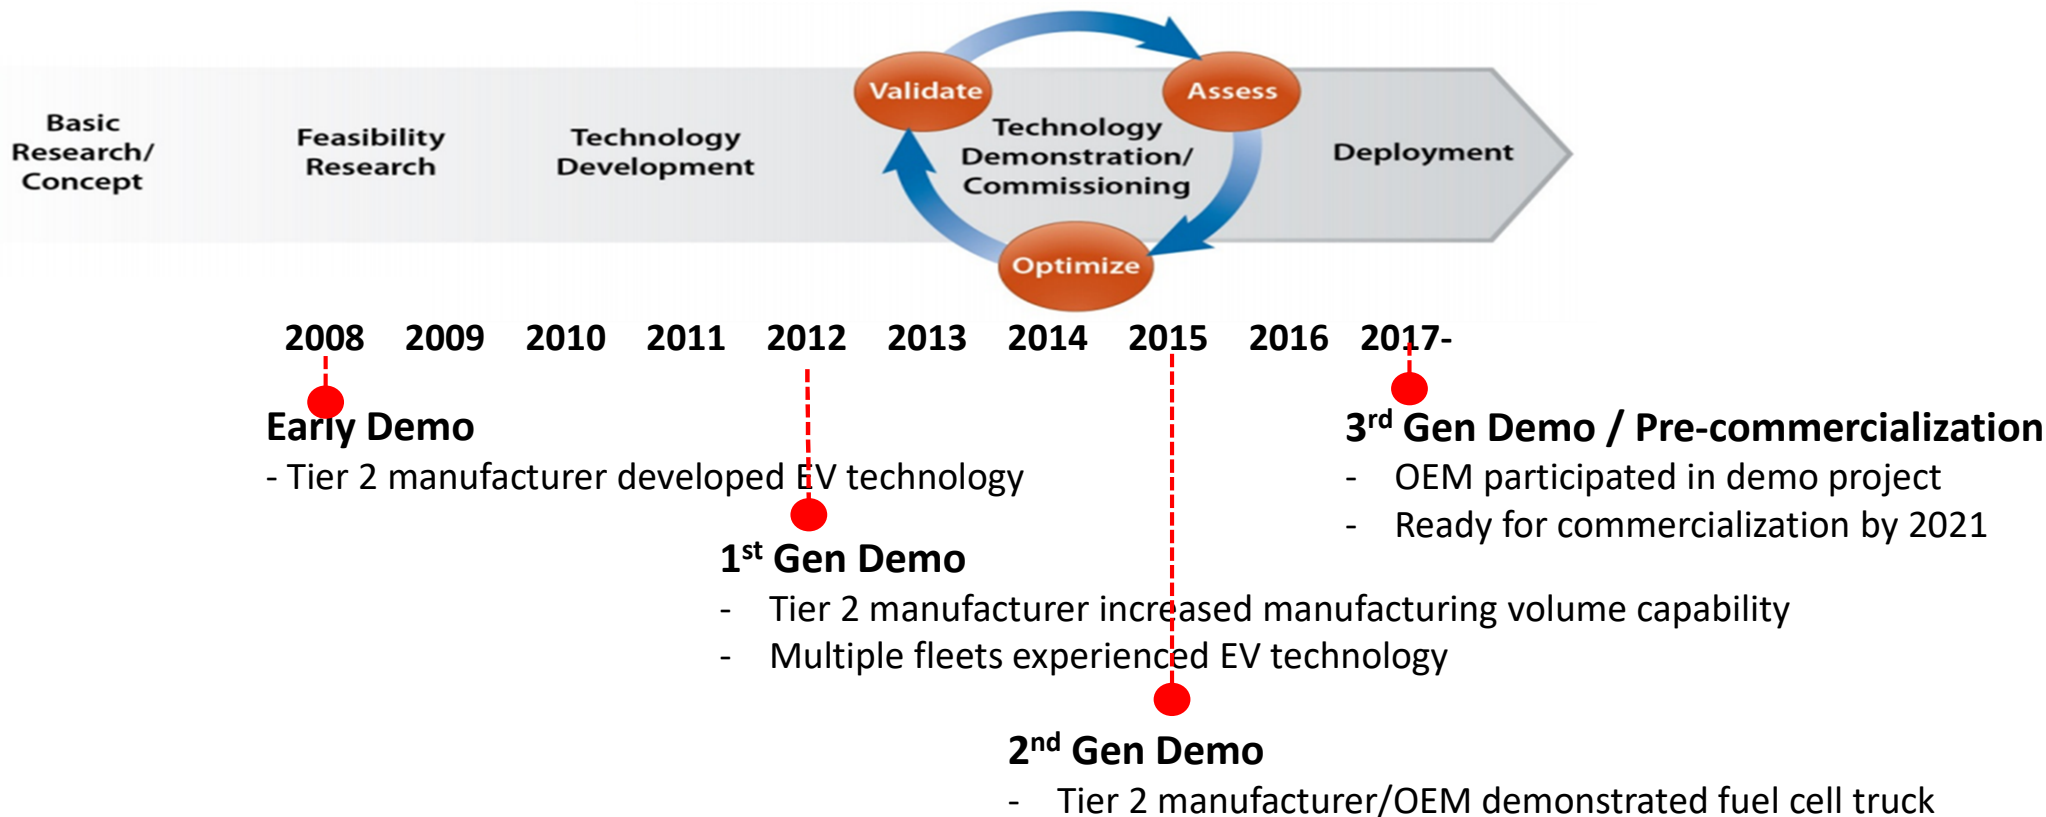 Basic
Research/
Concept
Feasibility
Research
Technology
Development
Validate
Assess
Technology
Demonstration/
Commissioning
Optimize
Deployment
2008 2009 2010 2011 2012 2013 2014 2015 2016 2017-
Early Demo
- Tier 2 manufacturer developed EV technology
1st Gen Demo
- Tier 2 manufacturer increased manufacturing volume capability
- Multiple fleets experienced EV technology
2nd Gen Demo
- Tier 2 manufacturer/OEM demonstrated fuel cell truck
3rd Gen Demo / Pre-commercialization
- OEM participated in demo project
- Ready for commercialization by 2021